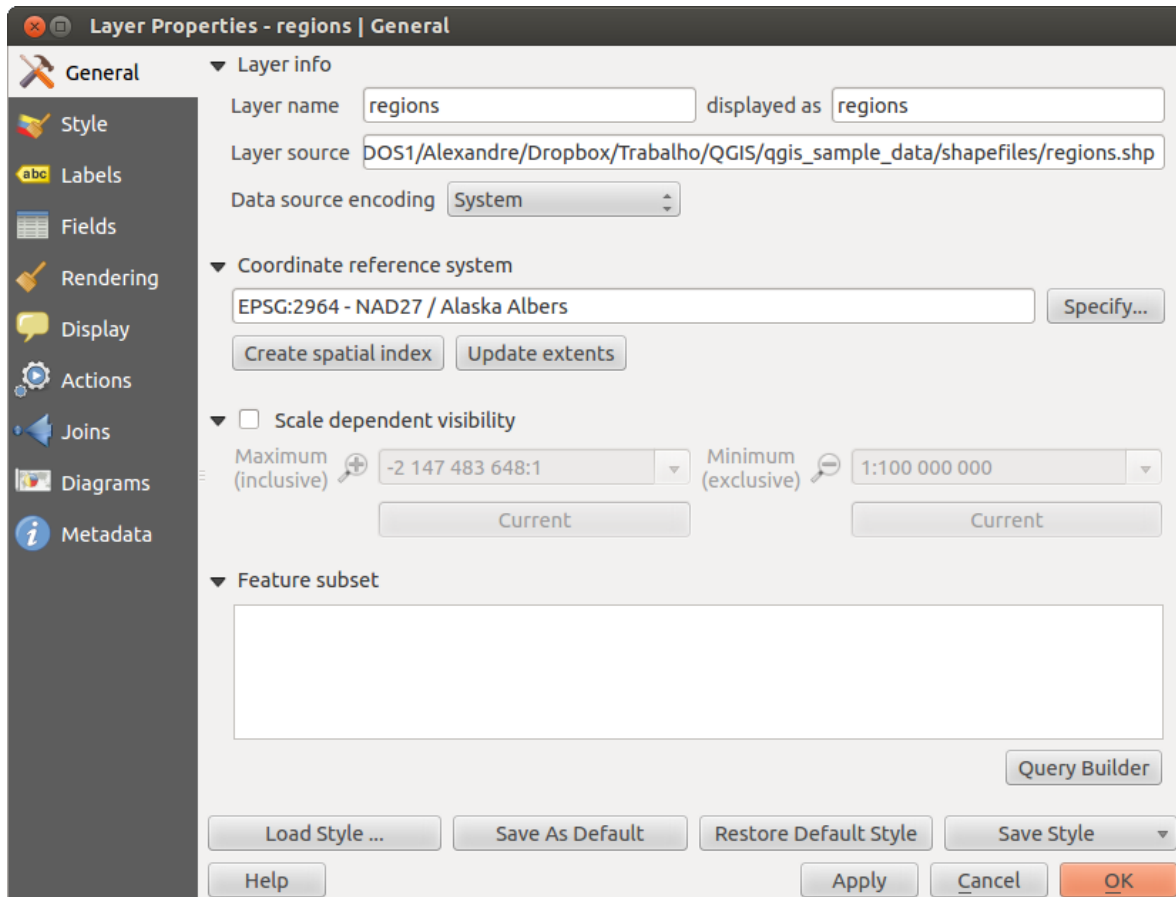 Layer Properties - regions | General
General
Style
abc Labels
Fields
Rendering
Display
Actions
Joins
Diagrams
Metadata
Layer info
Layer name regions displayed as regions
Layer source DOS1/Alexandre/Dropbox/Trabalho/QGIS/qgis_sample_data/shapefiles/regions.shp
Data source encoding System
Coordinate reference system
EPSG:2964 - NAD27 / Alaska Albers Specify...
Create spatial index Update extents
Scale dependent visibility
Maximum (inclusive) -2 147 483 648:1 Minimum (exclusive) 1:100 000 000
Current Current
Feature subset
Query Builder
Load Style ... Save As Default Restore Default Style Save Style
Help Apply Cancel OK